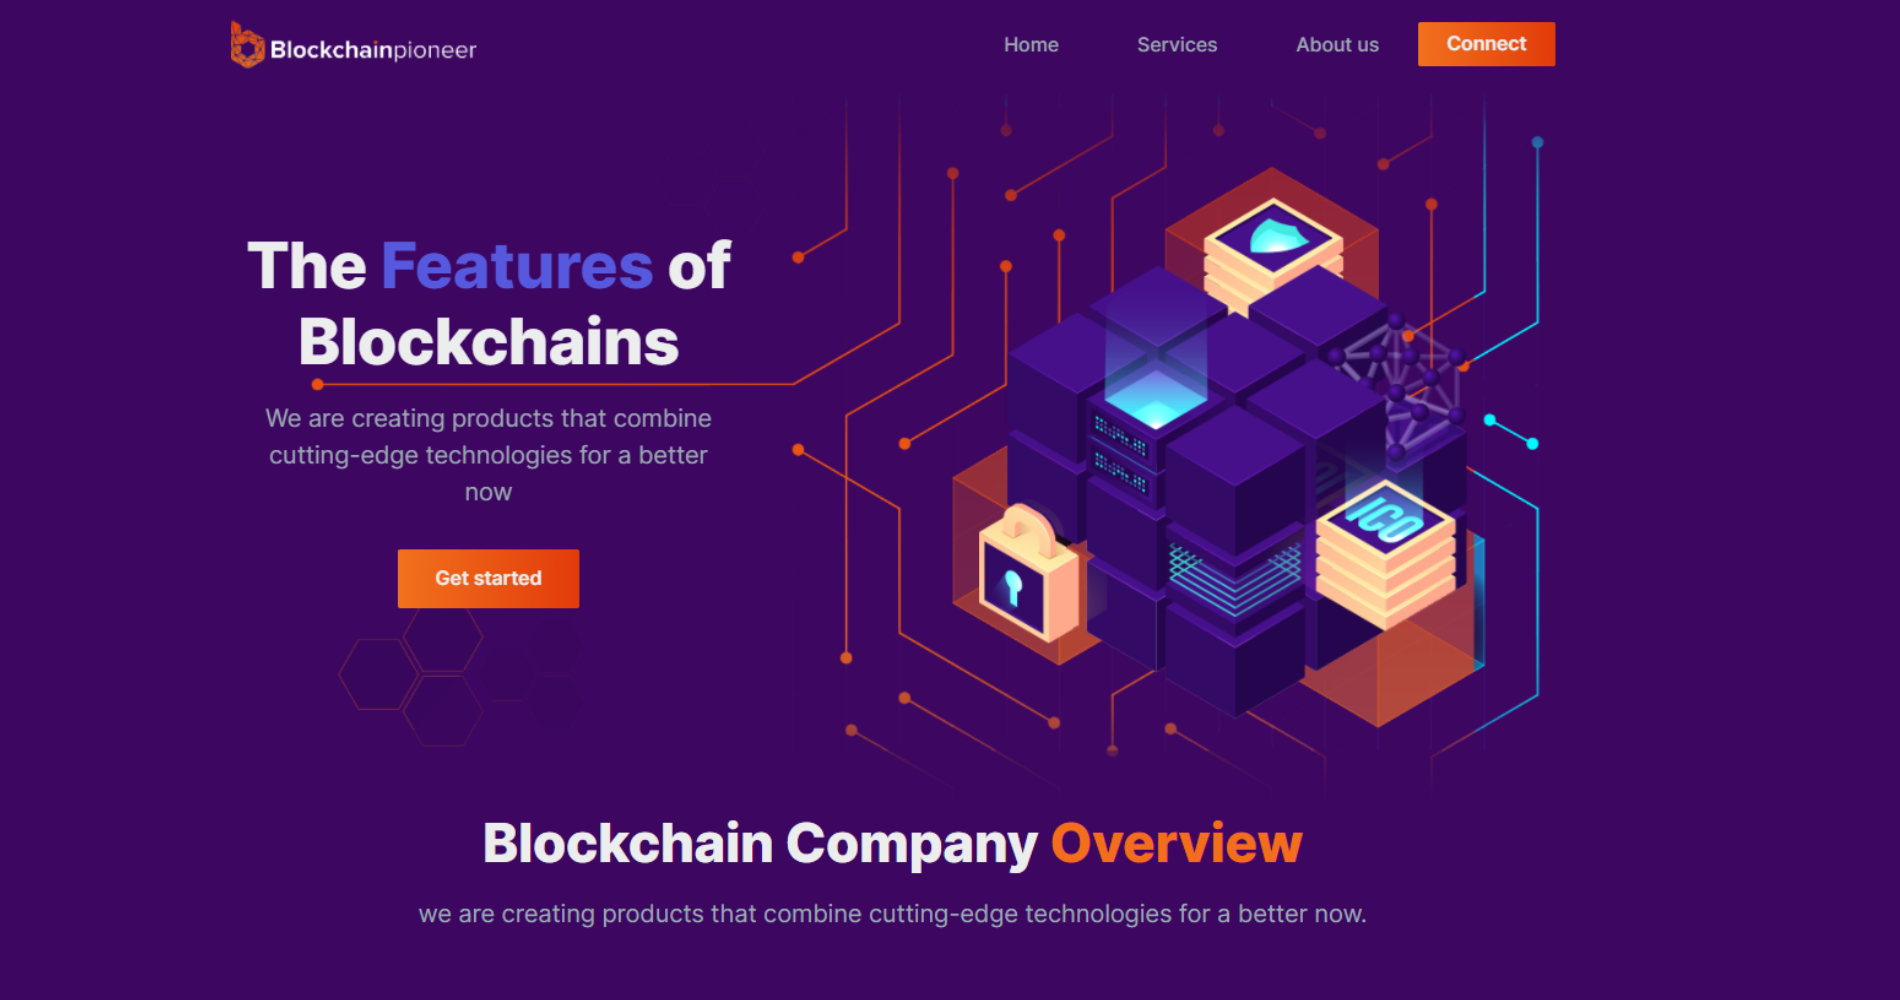 Blockchainpioneer
Home
Services
About us
Connect
The Features of
Blockchains
We are creating products that combine
cutting-edge technologies for a better
now
Get started
ICO
Blockchain Company Overview
we are creating products that combine cutting-edge technologies for a better now.